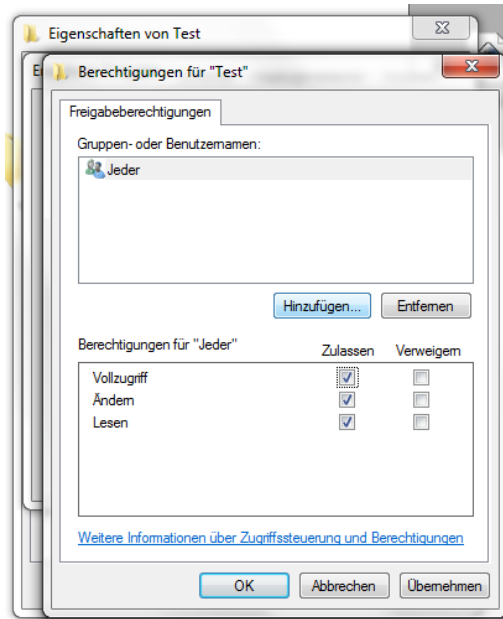 Eigenschaften von Test
E
Berechtigungen für "Test"
Freigabeberechtigungen
Gruppen- oder Benutzernamen:
Jeder
Hinzufügen... Entfernen
Berechtigungen für "Jeder" Zulassen Verweigern
Vollzugriff
Ändern
Lesen
Weitere Informationen über Zugriffssteuerung und Berechtigungen
OK Abbrechen Übernehmen